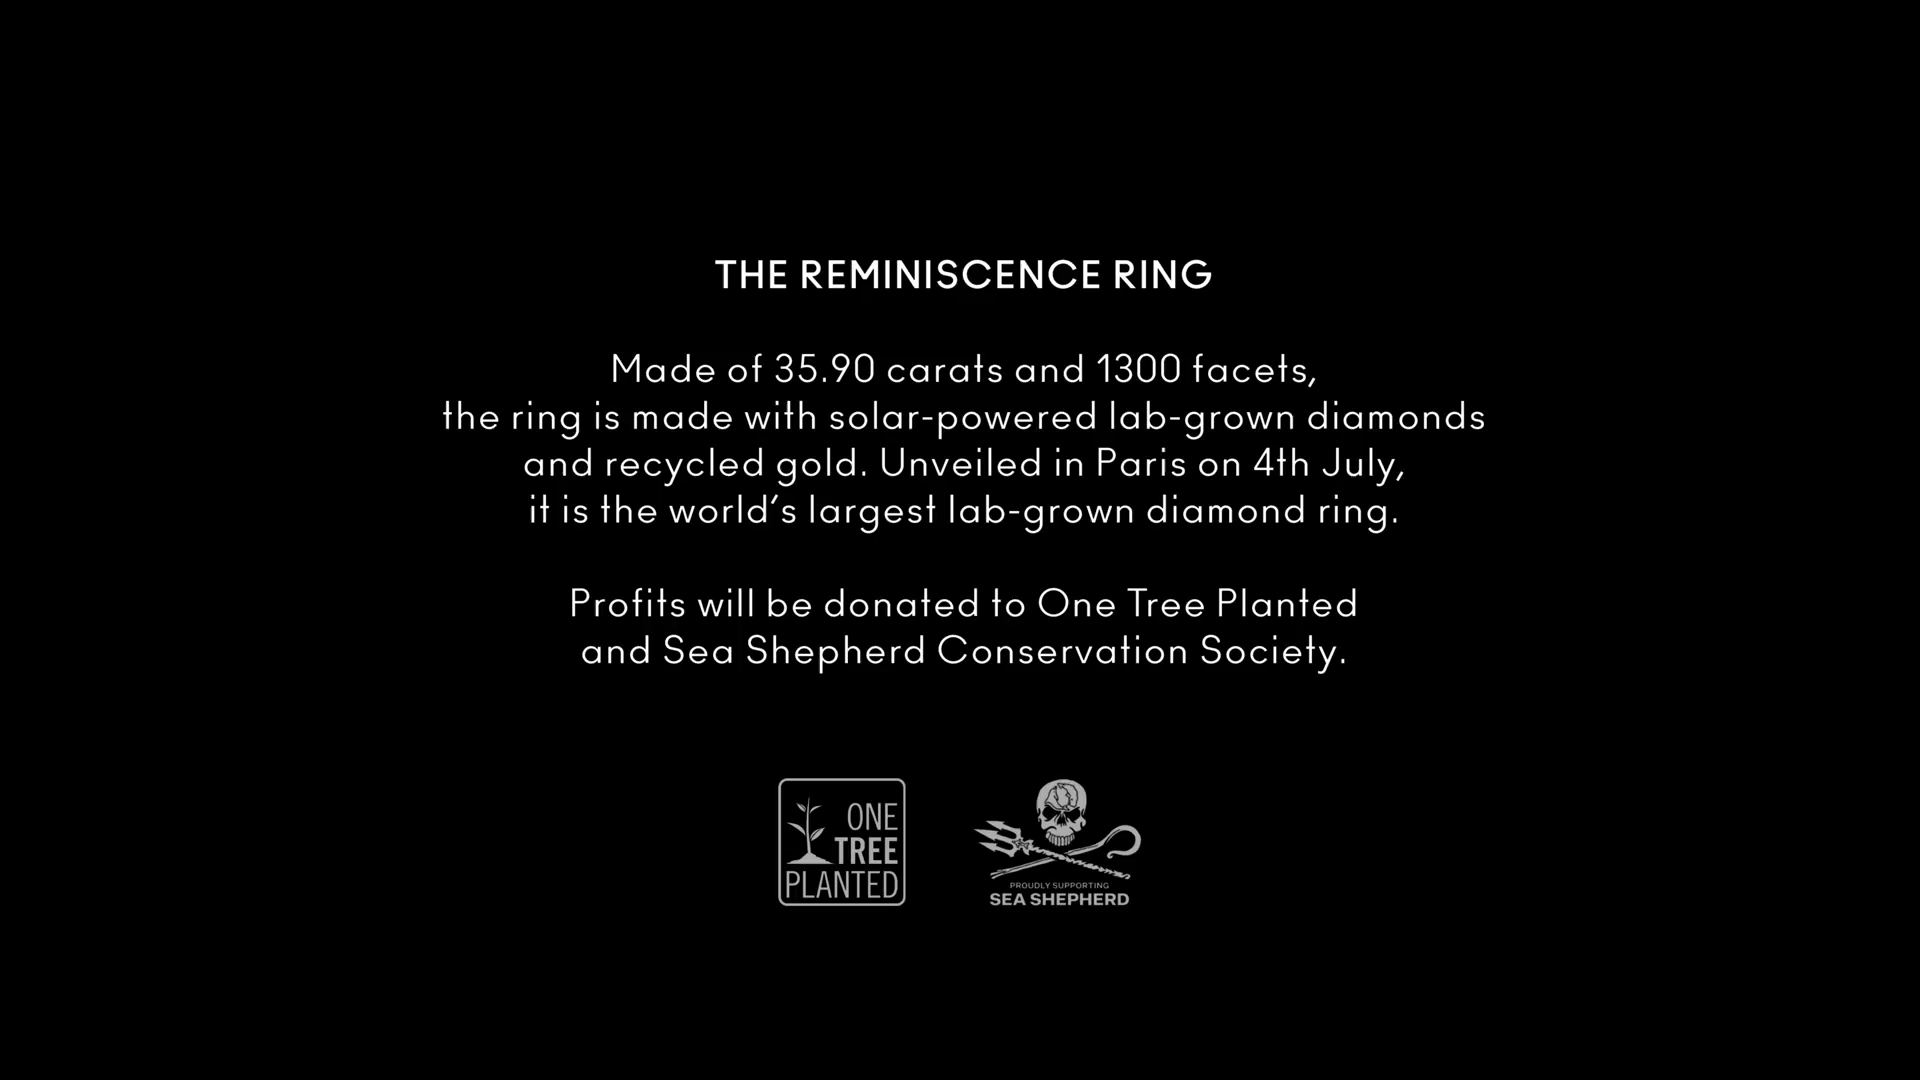 THE REMINISCENCE RING
Made of 35.90 carats and 1300 facets,
the ring is made with solar-powered lab-grown diamonds
and recycled gold. Unveiled in Paris on 4th July,
it is the world's largest lab-grown diamond ring.
Profits will be donated to One Tree Planted
and Sea Shepherd Conservation Society.
ONE
TREE
PLANTED
PROUDLY SUPPORTING
SEA SHEPHERD